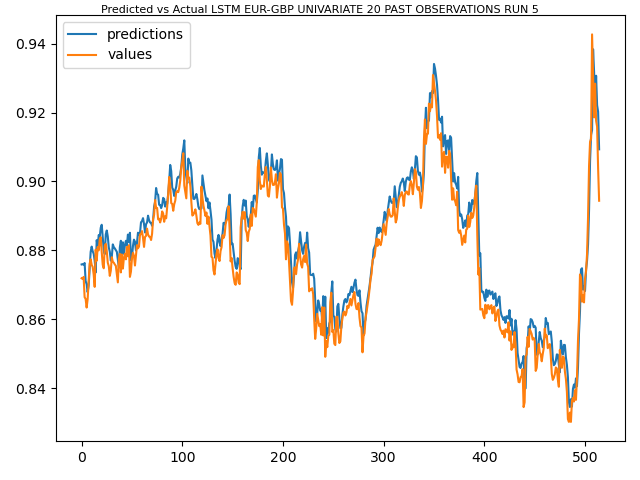 Predicted vs Actual LSTM EUR-GBP UNIVARIATE 20 PAST OBSERVATIONS RUN 5
predictions
values
0.94
0.92
0.90
0.88
0.86
0.84
0 100 200 300 400 500